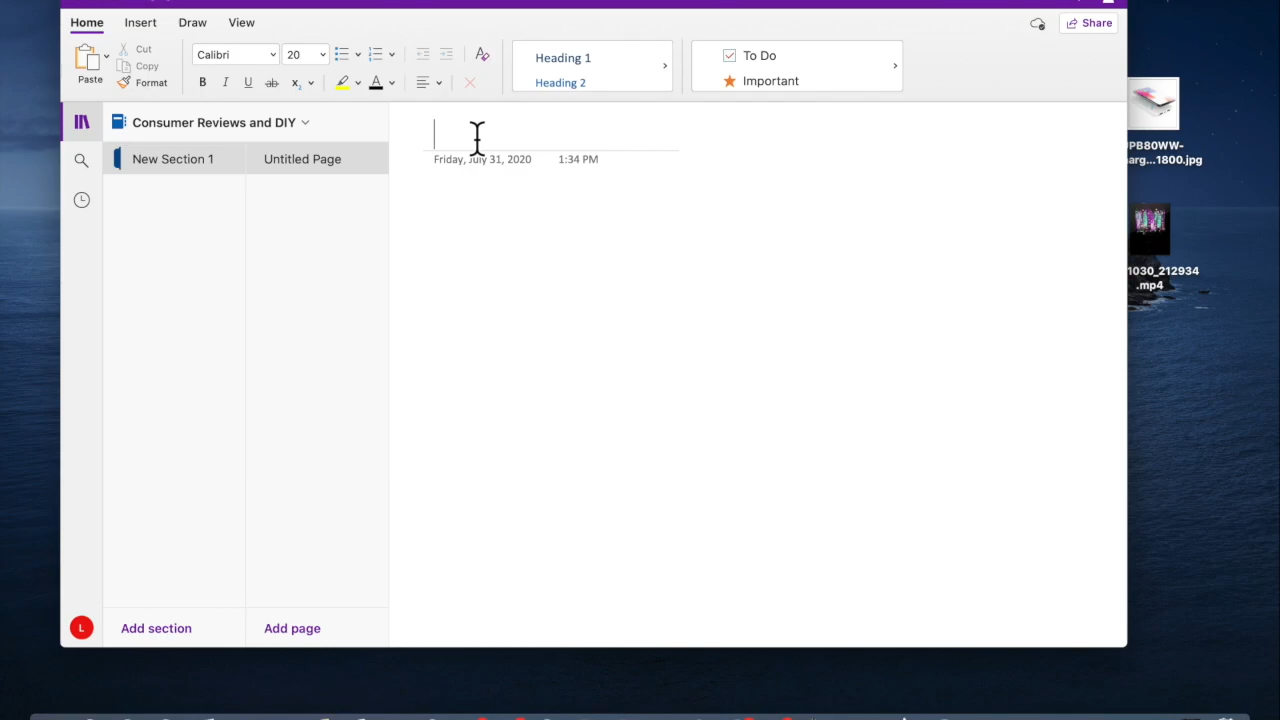 Home Insert Draw View Share
Paste Cut Calibri 20 Heading 1 To Do
Copy
Format B I U ab x₂ A Heading 2 Important
Consumer Reviews and DIY
New Section 1 Untitled Page
Friday, July 31, 2020 1:34 PM
JPB80WW-
arg...1800.jpg
1030_212934
.mp4
L Add section Add page